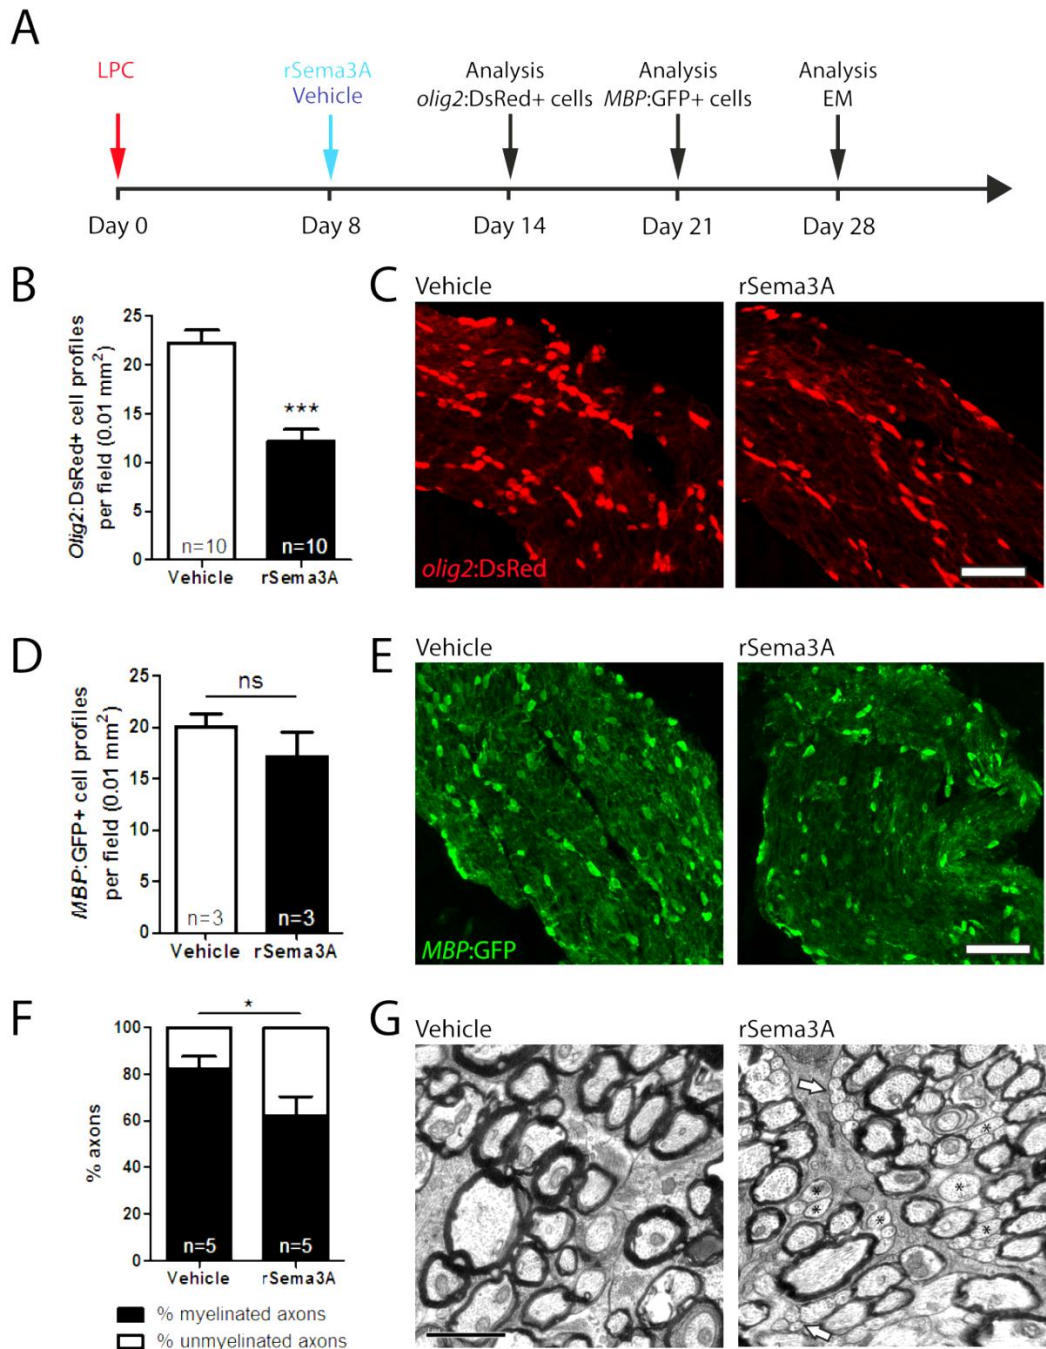 A
LPC
rSema3A
Vehicle
Analysis
olig2:DsRed+ cells
Analysis
MBP:GFP+ cells
Analysis
EM
Day 0
Day 8
Day 14
Day 21
Day 28
B
Olig2:DsRed+ cell profiles
per field (0.01 mm²)
25
20
15
10
5
0
***
n=10
n=10
Vehicle
rSema3A
C
Vehicle
rSema3A
olig2:DsRed
D
MBP:GFP+ cell profiles
per field (0.01 mm²)
25
20
15
10
5
0
ns
n=3
n=3
Vehicle
rSema3A
E
Vehicle
rSema3A
MBP:GFP
F
% axons
100
80
60
40
20
0
*
n=5
n=5
Vehicle
rSema3A
% myelinated axons
% unmyelinated axons
G
Vehicle
rSema3A
*
*
*
*
*
*